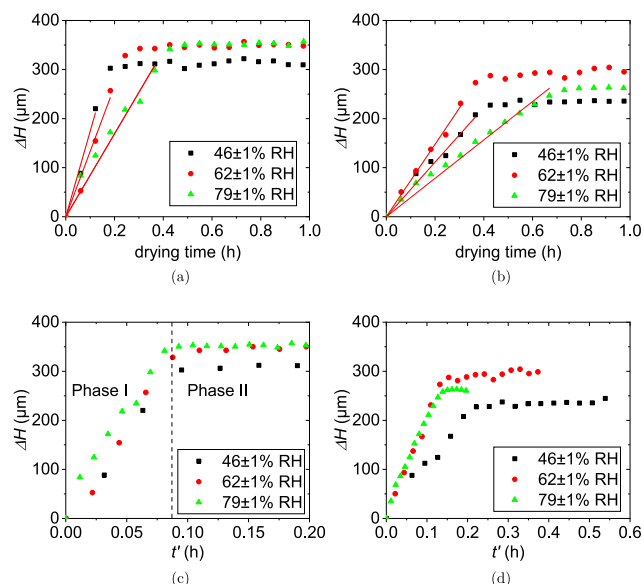 400
300
200
100
0
ΔH (μm)
46±1% RH
62±1% RH
79±1% RH
0.0 0.2 0.4 0.6 0.8 1.0
drying time (h)
(a)
400
300
200
100
0
ΔH (μm)
46±1% RH
62±1% RH
79±1% RH
0.0 0.2 0.4 0.6 0.8 1.0
drying time (h)
(b)
400
300
200
100
0
ΔH (μm)
Phase I Phase II
46±1% RH
62±1% RH
79±1% RH
0.00 0.05 0.10 0.15 0.20
t' (h)
(c)
400
300
200
100
0
ΔH (μm)
46±1% RH
62±1% RH
79±1% RH
0.0 0.1 0.2 0.3 0.4 0.5 0.6
t' (h)
(d)